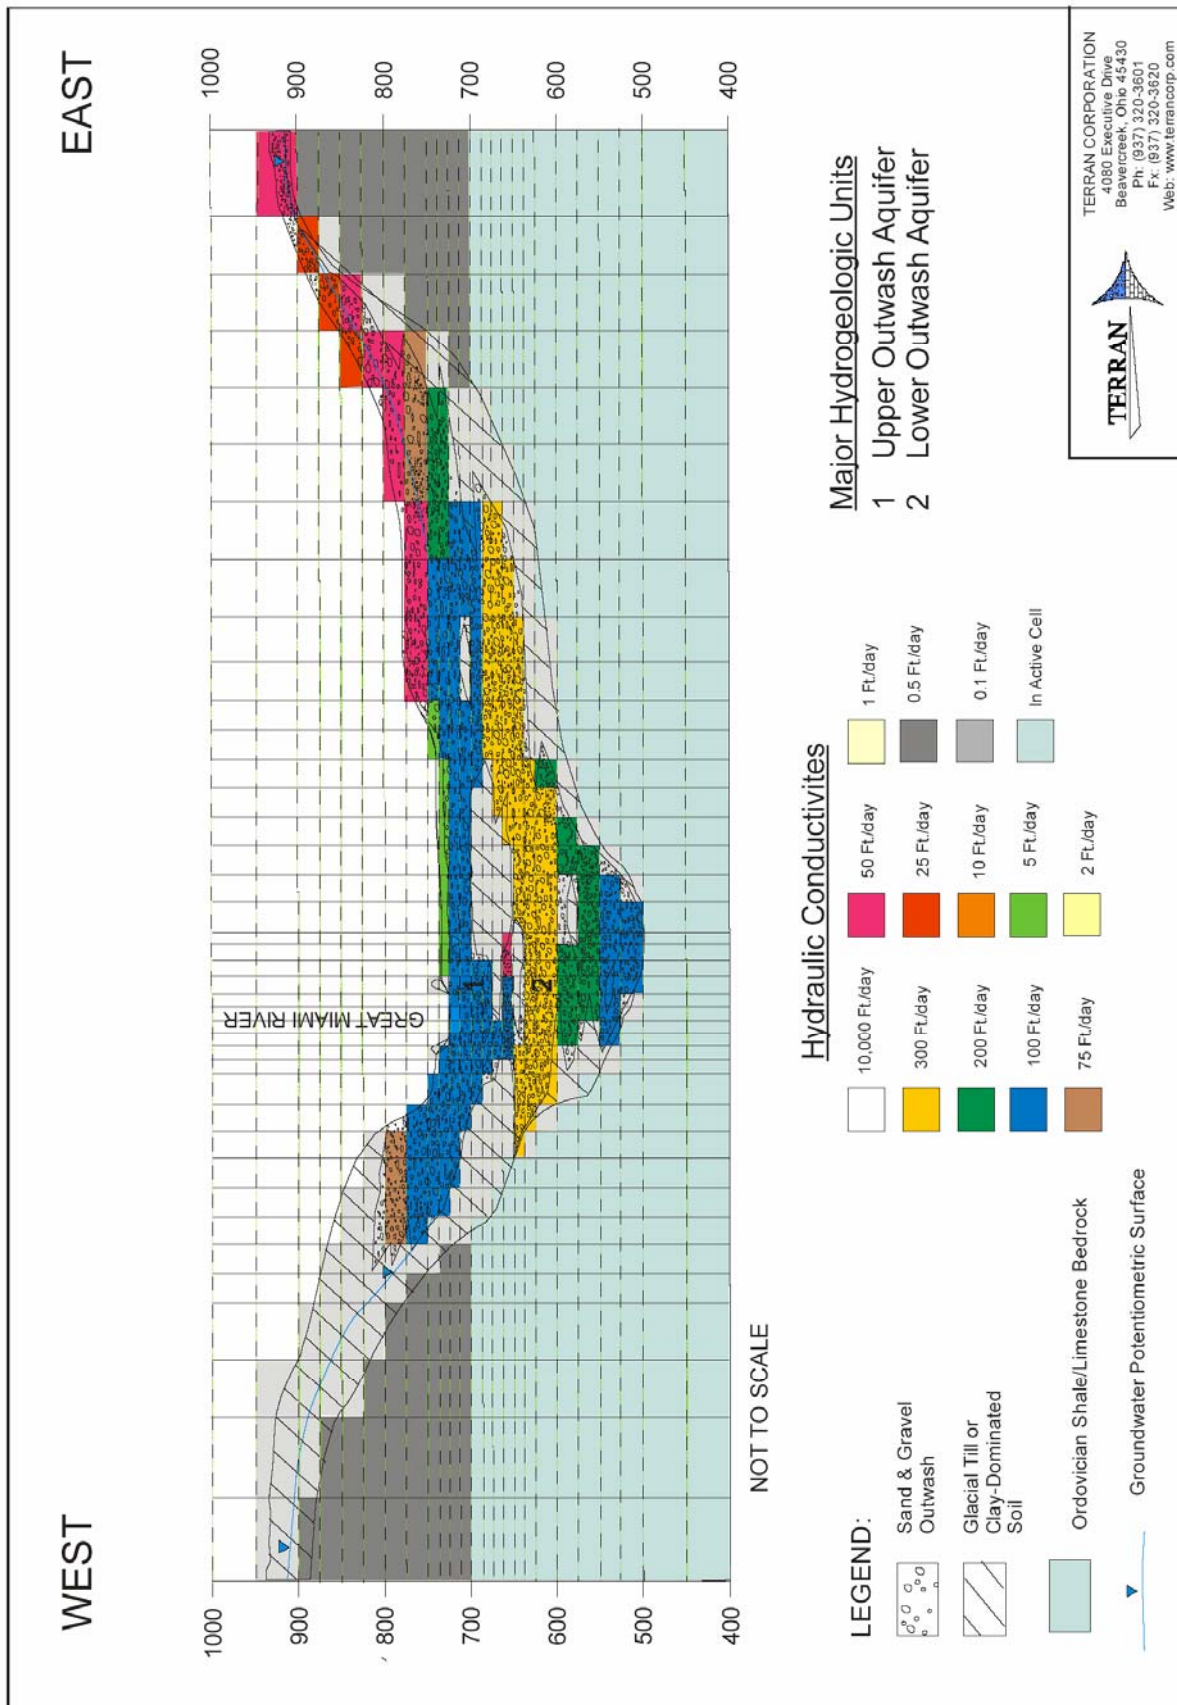 WEST
EAST
1000
900
800
700
600
500
400
1000
900
800
700
600
500
400
GREAT MIAMI RIVER
1
2
NOT TO SCALE
LEGEND:
Sand & Gravel
Outwash
Glacial Till or
Clay-Dominated
Soil
Ordovician Shale/Limestone Bedrock
Groundwater Potentiometric Surface
Hydraulic Conductivites
10,000 Ft./day
300 Ft./day
200 Ft./day
100 Ft./day
75 Ft./day
50 Ft./day
25 Ft./day
10 Ft./day
5 Ft./day
2 Ft./day
1 Ft./day
0.5 Ft./day
0.1 Ft./day
In Active Cell
Major Hydrogeologic Units
1 Upper Outwash Aquifer
2 Lower Outwash Aquifer
TERRAN
TERRAN CORPORATION
4080 Executive Drive
Beavercreek, Ohio 45430
Ph: (937) 320-3601
Fx: (937) 320-3620
Web: www.terrancorp.com